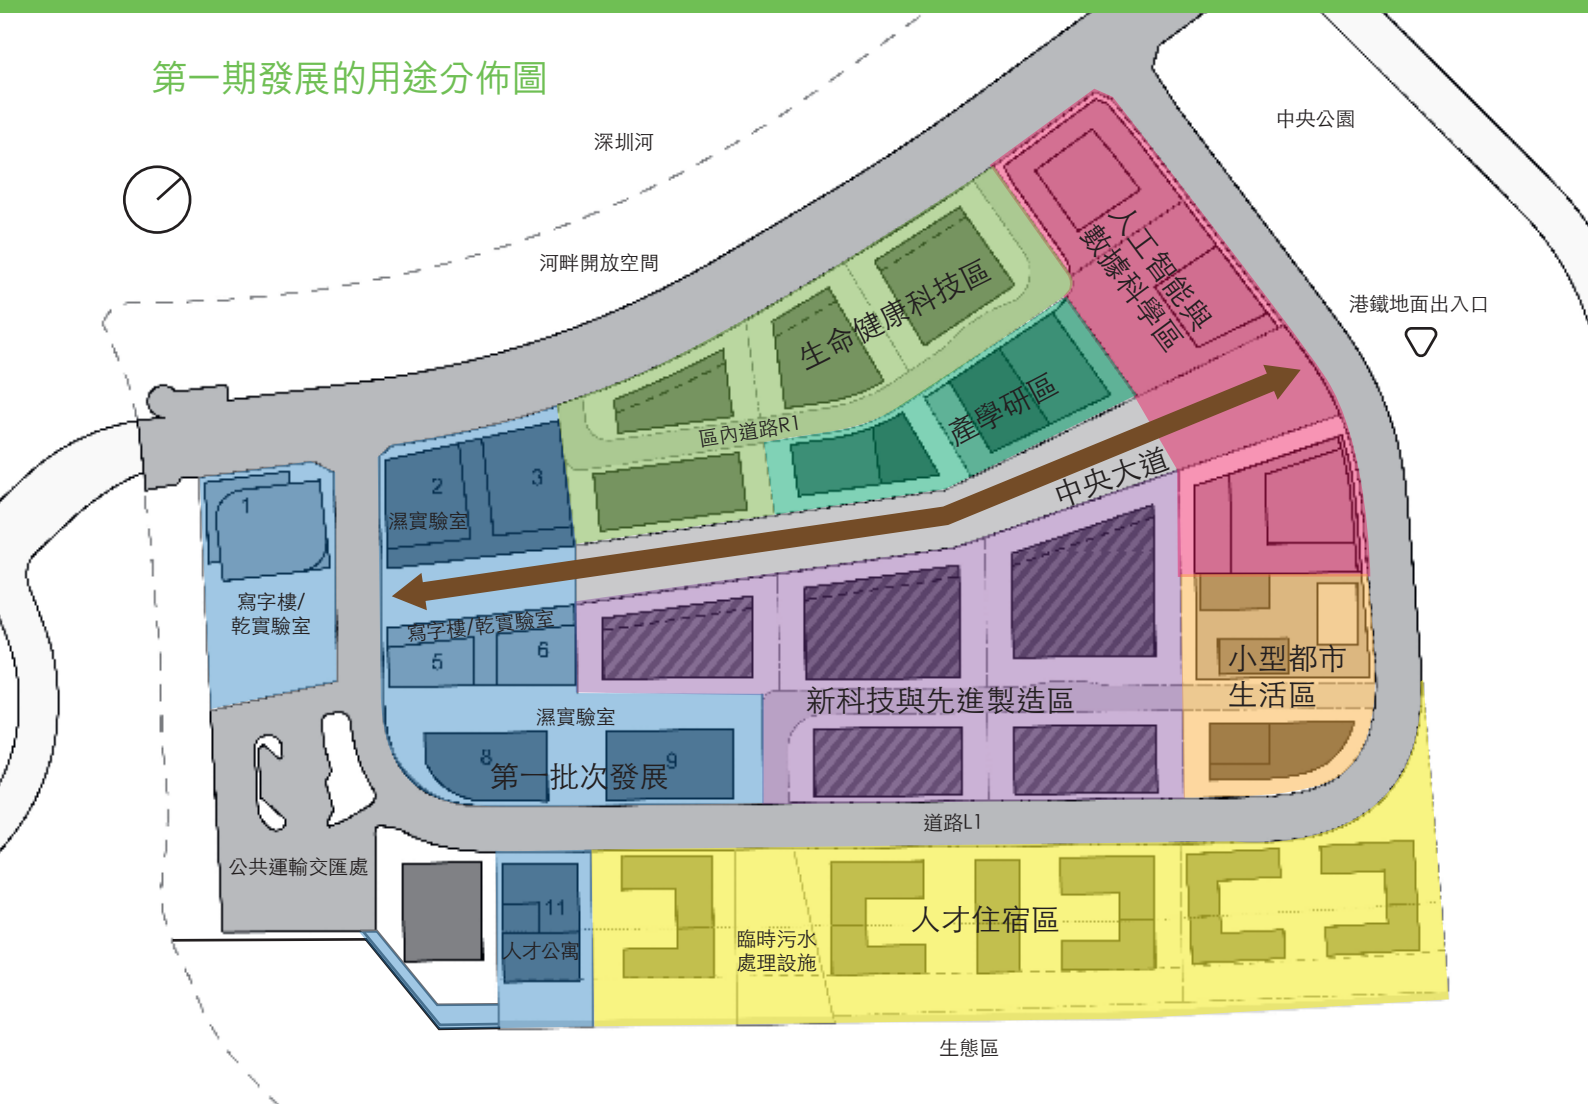 第一期發展的用途分佈圖
深圳河
中央公園
河畔開放空間
港鐵地面出入口
人工智能與
數據科學區
生命健康科技區
區內道路R1
產學研區
中央大道
1
2
3
濕實驗室
寫字樓/
乾實驗室
寫字樓/乾實驗室
5
6
濕實驗室
8
9
第一批次發展
新科技與先進製造區
小型都市
生活區
道路L1
公共運輸交匯處
11
人才公寓
臨時污水
處理設施
人才住宿區
生態區